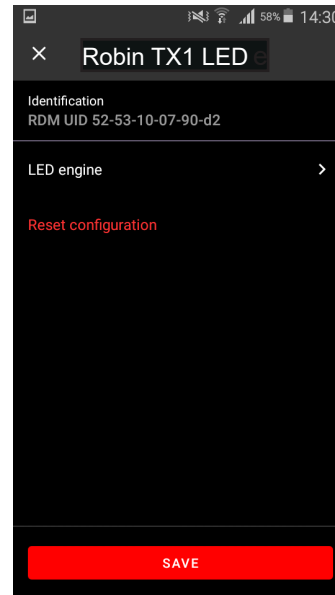 58% 14:30
Robin TX1 LED
Identification
RDM UID 52-53-10-07-90-d2
LED engine
Reset configuration
SAVE